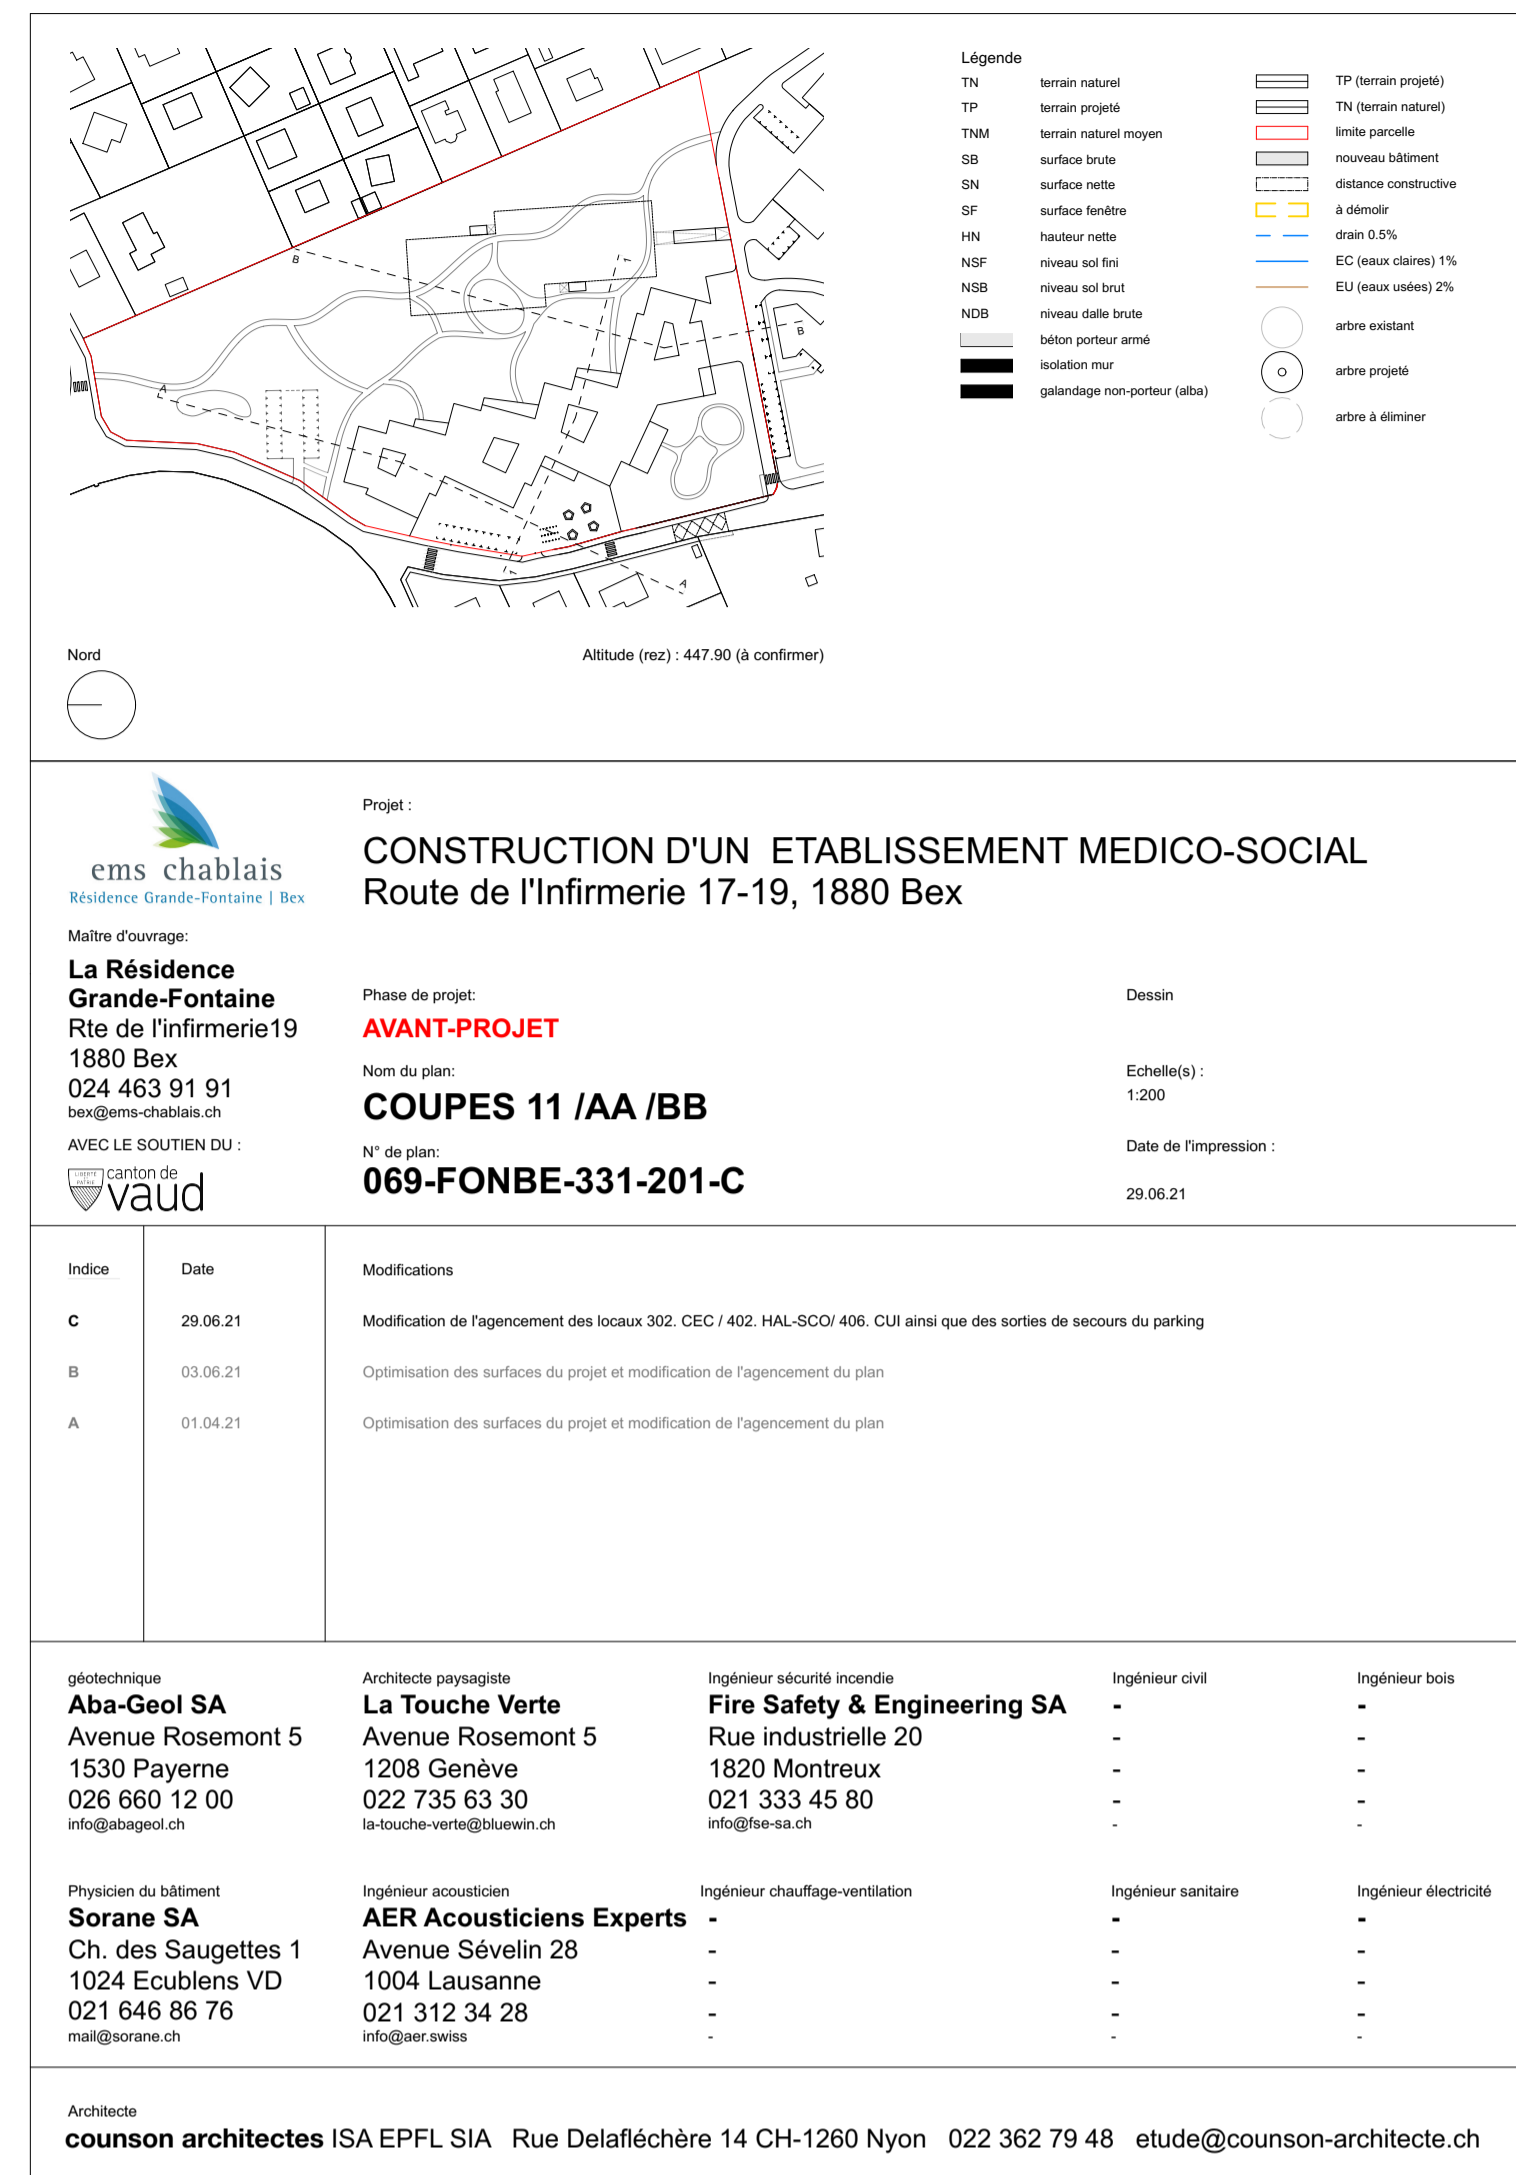 B
1
B
A
1
A
Légende
TN terrain naturel
TP terrain projeté
TNM terrain naturel moyen
SB surface brute
SN surface nette
SF surface fenêtre
HN hauteur nette
NSF niveau sol fini
NSB niveau sol brut
NDB niveau dalle brute
béton porteur armé
isolation mur
galandage non-porteur (alba)
TP (terrain projeté)
TN (terrain naturel)
limite parcelle
nouveau bâtiment
distance constructive
à démolir
drain 0.5%
EC (eaux claires) 1%
EU (eaux usées) 2%
arbre existant
arbre projeté
arbre à éliminer
Nord
Altitude (rez) : 447.90 (à confirmer)
ems chablais
Résidence Grande-Fontaine | Bex
Projet :
CONSTRUCTION D'UN ETABLISSEMENT MEDICO-SOCIAL
Route de l'Infirmerie 17-19, 1880 Bex
Maître d'ouvrage:
La Résidence
Grande-Fontaine
Rte de l'infirmerie19
1880 Bex
024 463 91 91
bex@ems-chablais.ch
AVEC LE SOUTIEN DU :
LIBERTÉ
ET
PATRIE
canton de
vaud
Phase de projet:
AVANT-PROJET
Nom du plan:
COUPES 11 /AA /BB
N° de plan:
069-FONBE-331-201-C
Dessin
Echelle(s) :
1:200
Date de l'impression :
29.06.21
Indice Date Modifications
C 29.06.21 Modification de l'agencement des locaux 302. CEC / 402. HAL-SCO/ 406. CUI ainsi que des sorties de secours du parking
B 03.06.21 Optimisation des surfaces du projet et modification de l'agencement du plan
A 01.04.21 Optimisation des surfaces du projet et modification de l'agencement du plan
géotechnique
Aba-Geol SA
Avenue Rosemont 5
1530 Payerne
026 660 12 00
info@abageol.ch
Architecte paysagiste
La Touche Verte
Avenue Rosemont 5
1208 Genève
022 735 63 30
la-touche-verte@bluewin.ch
Ingénieur sécurité incendie
Fire Safety & Engineering SA
Rue industrielle 20
1820 Montreux
021 333 45 80
info@fse-sa.ch
Ingénieur civil
-
-
-
-
-
Ingénieur bois
-
-
-
-
-
Physicien du bâtiment
Sorane SA
Ch. des Saugettes 1
1024 Ecublens VD
021 646 86 76
mail@sorane.ch
Ingénieur acousticien
AER Acousticiens Experts
Avenue Sévelin 28
1004 Lausanne
021 312 34 28
info@aer.swiss
Ingénieur chauffage-ventilation
-
-
-
-
-
Ingénieur sanitaire
-
-
-
-
-
Ingénieur électricité
-
-
-
-
-
Architecte
counson architectes ISA EPFL SIA Rue Delafléchère 14 CH-1260 Nyon 022 362 79 48 etude@counson-architecte.ch